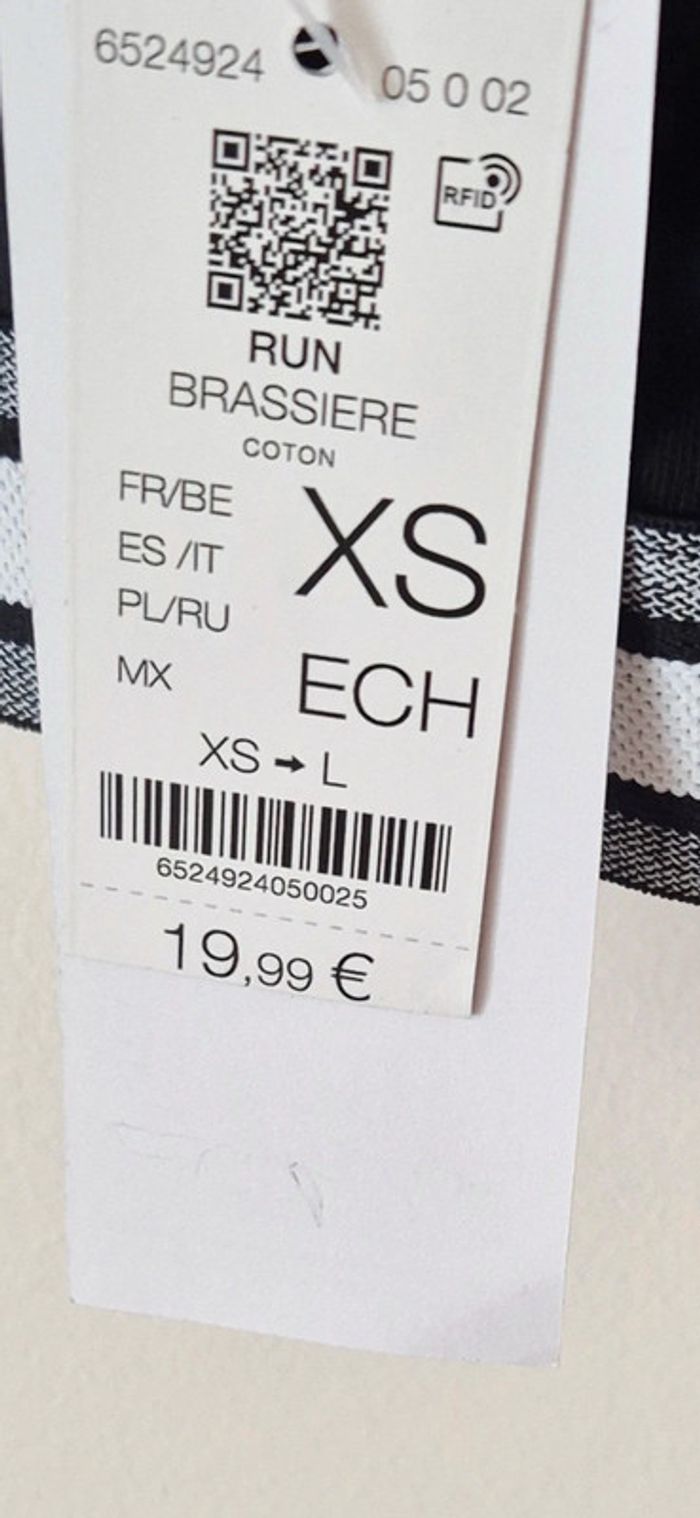 6524924 05 0 02
RFID
RUN
BRASSIERE
COTON
FR/BE XS
ES /IT
PL/RU
MX ECH
XS → L
6524924050025
19,99 €